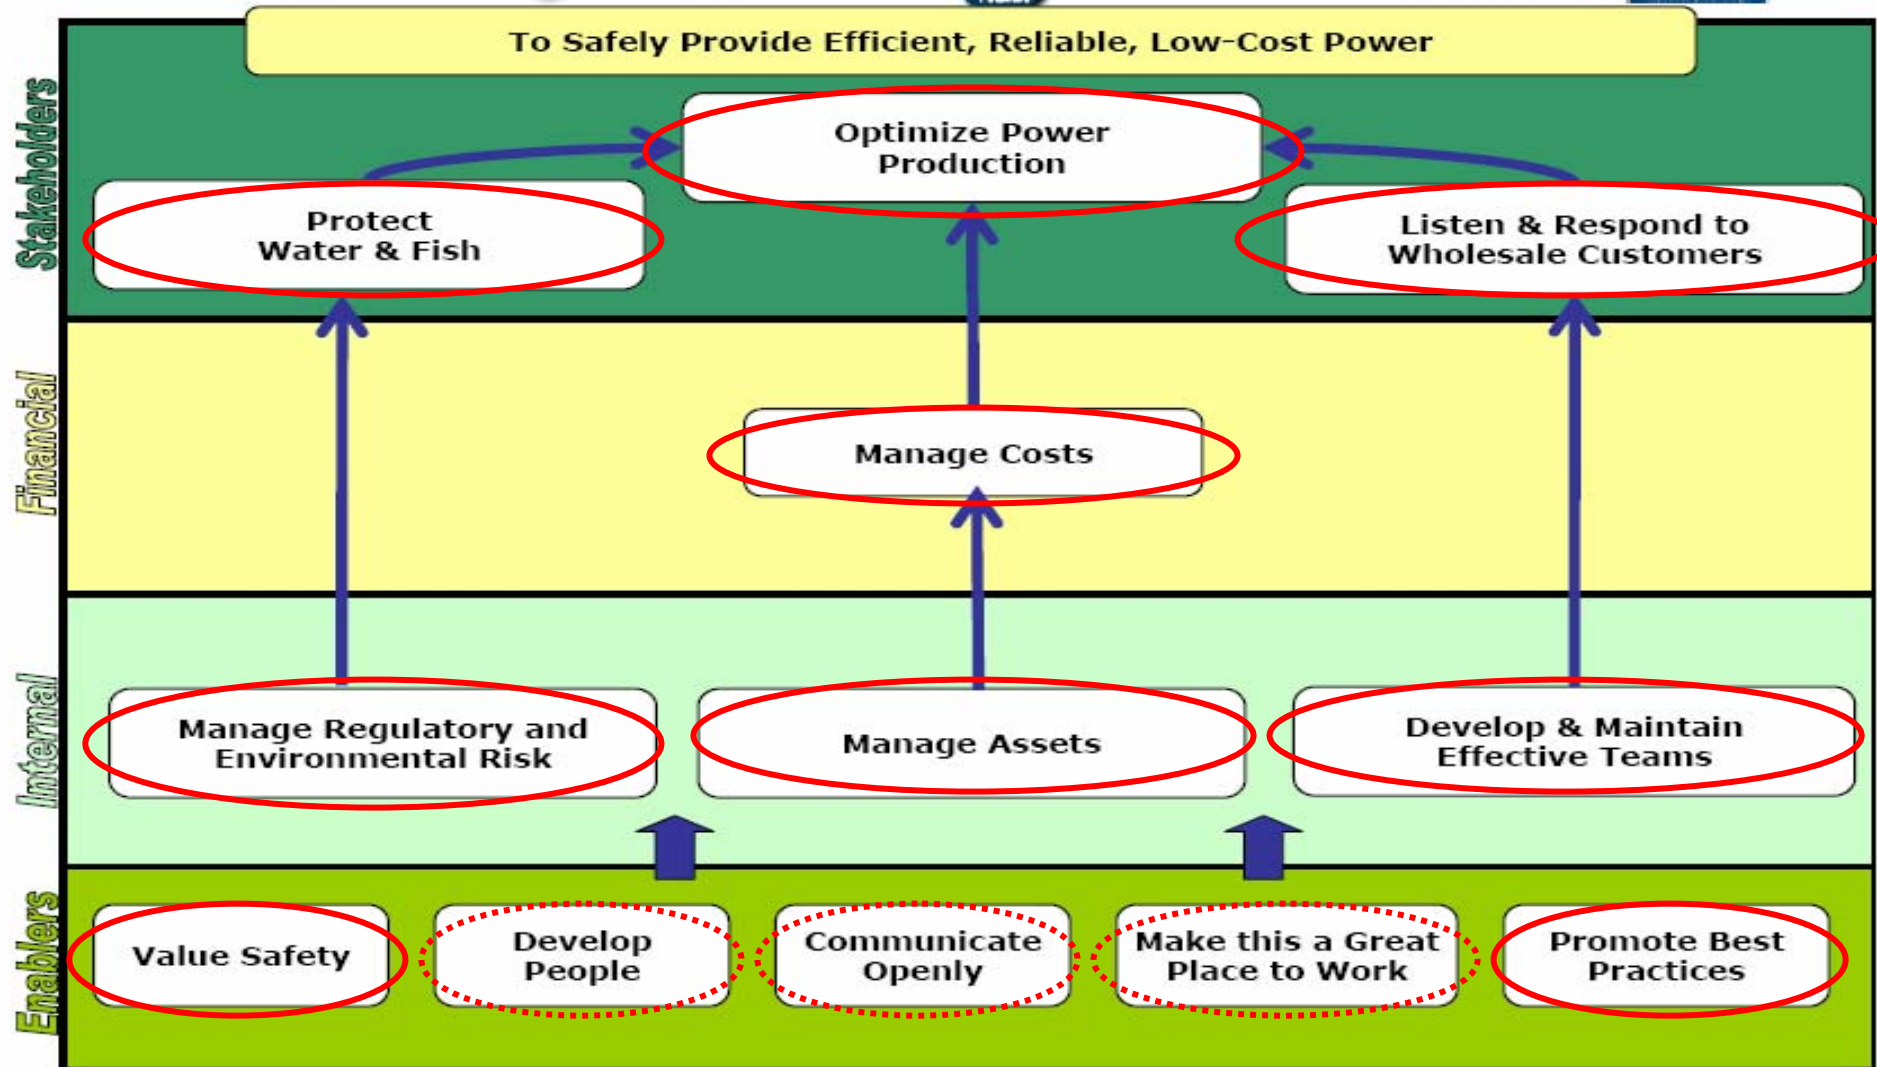 To Safely Provide Efficient, Reliable, Low-Cost Power
Stakeholders
Optimize Power
Production
Protect
Water & Fish
Listen & Respond to
Wholesale Customers
Financial
Manage Costs
Internal
Manage Regulatory and
Environmental Risk
Manage Assets
Develop & Maintain
Effective Teams
Enablers
Value Safety
Develop
People
Communicate
Openly
Make this a Great
Place to Work
Promote Best
Practices